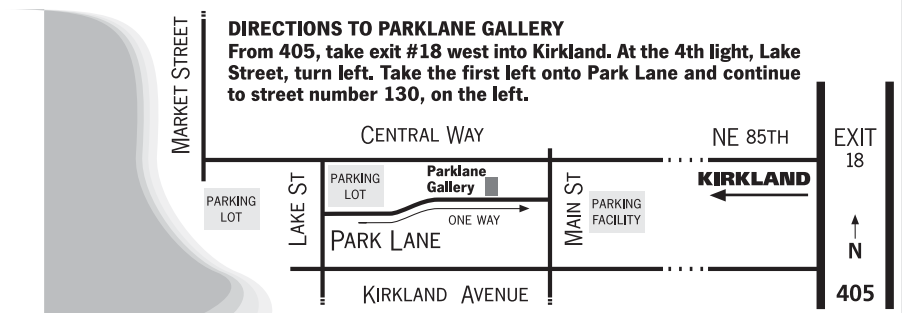 DIRECTIONS TO PARKLANE GALLERY
From 405, take exit #18 west into Kirkland. At the 4th light, Lake
Street, turn left. Take the first left onto Park Lane and continue
to street number 130, on the left.
MARKET STREET
CENTRAL WAY
NE 85TH
EXIT
18
KIRKLAND
PARKING
LOT
LAKE ST
PARKING
LOT
Parklane
Gallery
ONE WAY
PARK LANE
MAIN ST
PARKING
FACILITY
N
KIRKLAND AVENUE
405